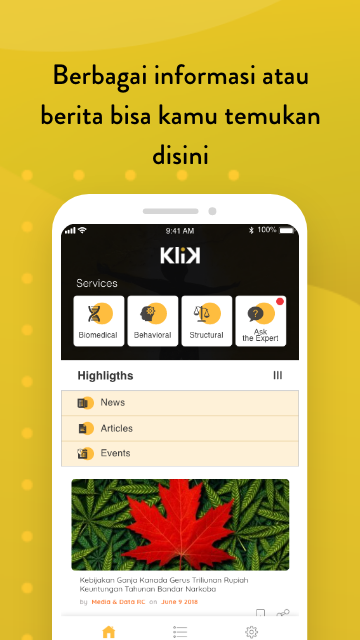 Berbagai informasi atau
berita bisa kamu temukan
disini
9:41 AM
100%
KliK
Services
Biomedical
Behavioral
Structural
Ask
the Expert
Highligths
News
Articles
Events
Kebijakan Ganja Kanada Gerus Triliunan Rupiah
Keuntungan Tahunan Bandar Narkoba
by Media & Data RC on June 9 2018